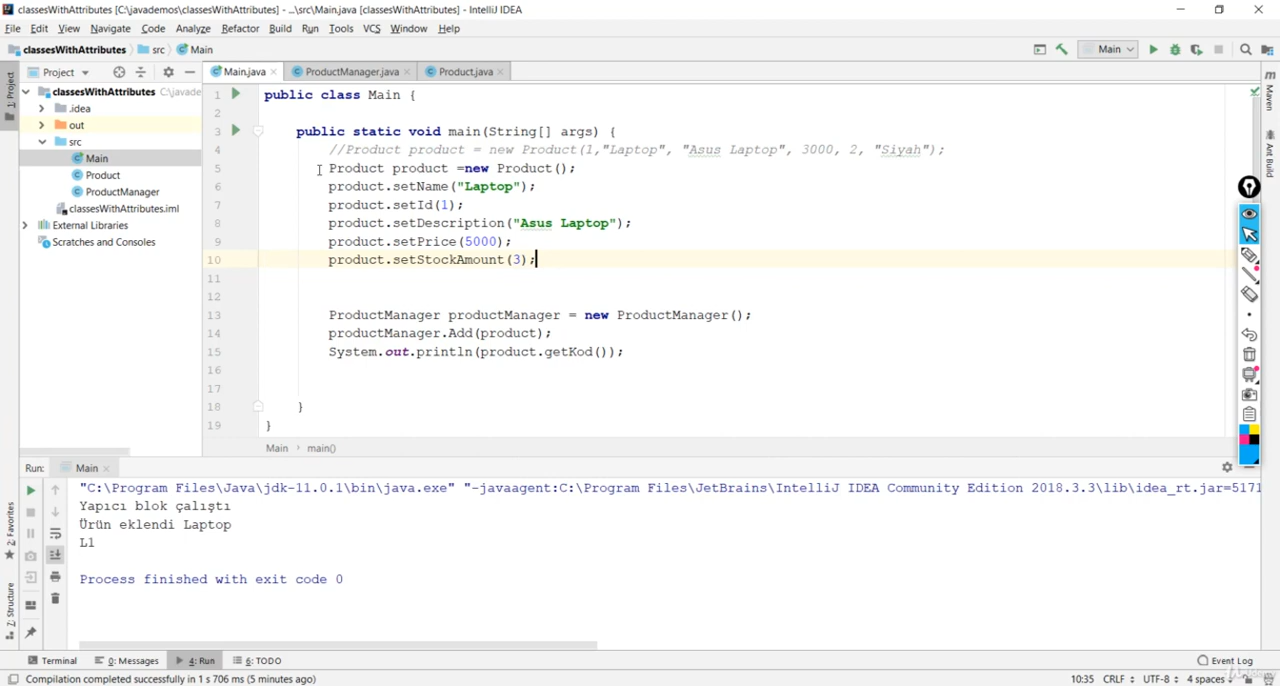 classesWithAttributes [C:\javademos\classesWithAttributes] - ...\src\Main.java [classesWithAttributes] - IntelliJ IDEA
File Edit View Navigate Code Analyze Refactor Build Run Tools VCS Window Help
classesWithAttributes src Main
Main
Project
Main.java ProductManager.java Product.java
1: Project
classesWithAttributes C:\javade
.idea
out
src
Main
Product
ProductManager
classesWithAttributes.iml
External Libraries
Scratches and Consoles
1 public class Main {
2
3 public static void main(String[] args) {
4 //Product product = new Product(1,"Laptop", "Asus Laptop", 3000, 2, "Siyah");
5 Product product =new Product();
6 product.setName("Laptop");
7 product.setId(1);
8 product.setDescription("Asus Laptop");
9 product.setPrice(5000);
10 product.setStockAmount(3);
11
12
13 ProductManager productManager = new ProductManager();
14 productManager.Add(product);
15 System.out.println(product.getKod());
16
17
18 }
19 }
Main › main()
Maven
Ant Build
Run: Main
"C:\Program Files\Java\jdk-11.0.1\bin\java.exe" "-javaagent:C:\Program Files\JetBrains\IntelliJ IDEA Community Edition 2018.3.3\lib\idea_rt.jar=5171
Yapıcı blok çalıştı
Ürün eklendi Laptop
L1
Process finished with exit code 0
2: Favorites
Z: Structure
Terminal 0: Messages 4: Run 6: TODO Event Log
Compilation completed successfully in 1 s 706 ms (5 minutes ago) 10:35 CRLF UTF-8 4 spaces